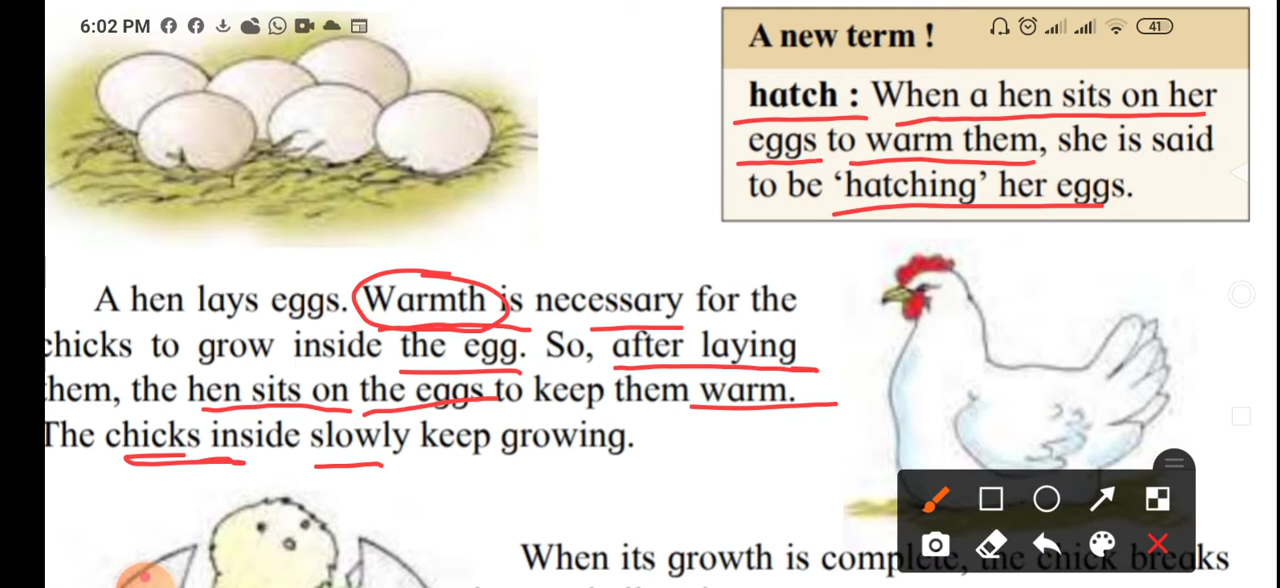 6:02 PM
41
A new term !
hatch : When a hen sits on her
eggs to warm them, she is said
to be ‘hatching’ her eggs.
A hen lays eggs. Warmth is necessary for the
chicks to grow inside the egg. So, after laying
hem, the hen sits on the eggs to keep them warm.
The chicks inside slowly keep growing.
When its growth is complete, the chick breaks